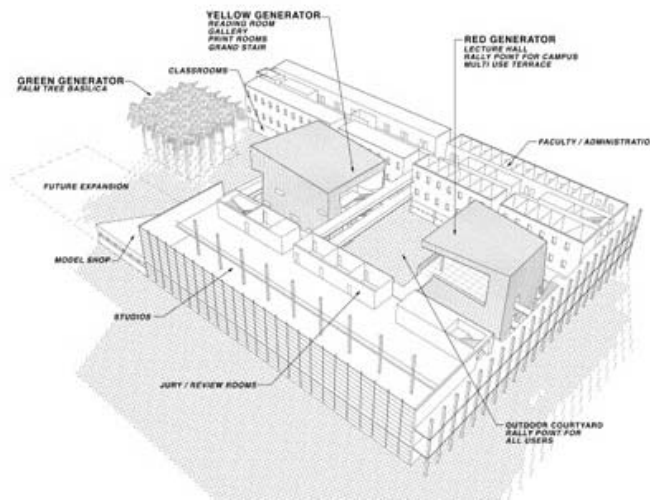 YELLOW GENERATOR
READING ROOM
GALLERY
PRINT ROOMS
GRAND STAIR
RED GENERATOR
LECTURE HALL
RALLY POINT FOR CAMPUS
MULTI USE TERRACE
GREEN GENERATOR
PALM TREE BASILICA
CLASSROOMS
FACULTY / ADMINISTRATIO
FUTURE EXPANSION
MODEL SHOP
STUDIOS
JURY / REVIEW ROOMS
OUTDOOR COURTYARD
RALLY POINT FOR
ALL USERS